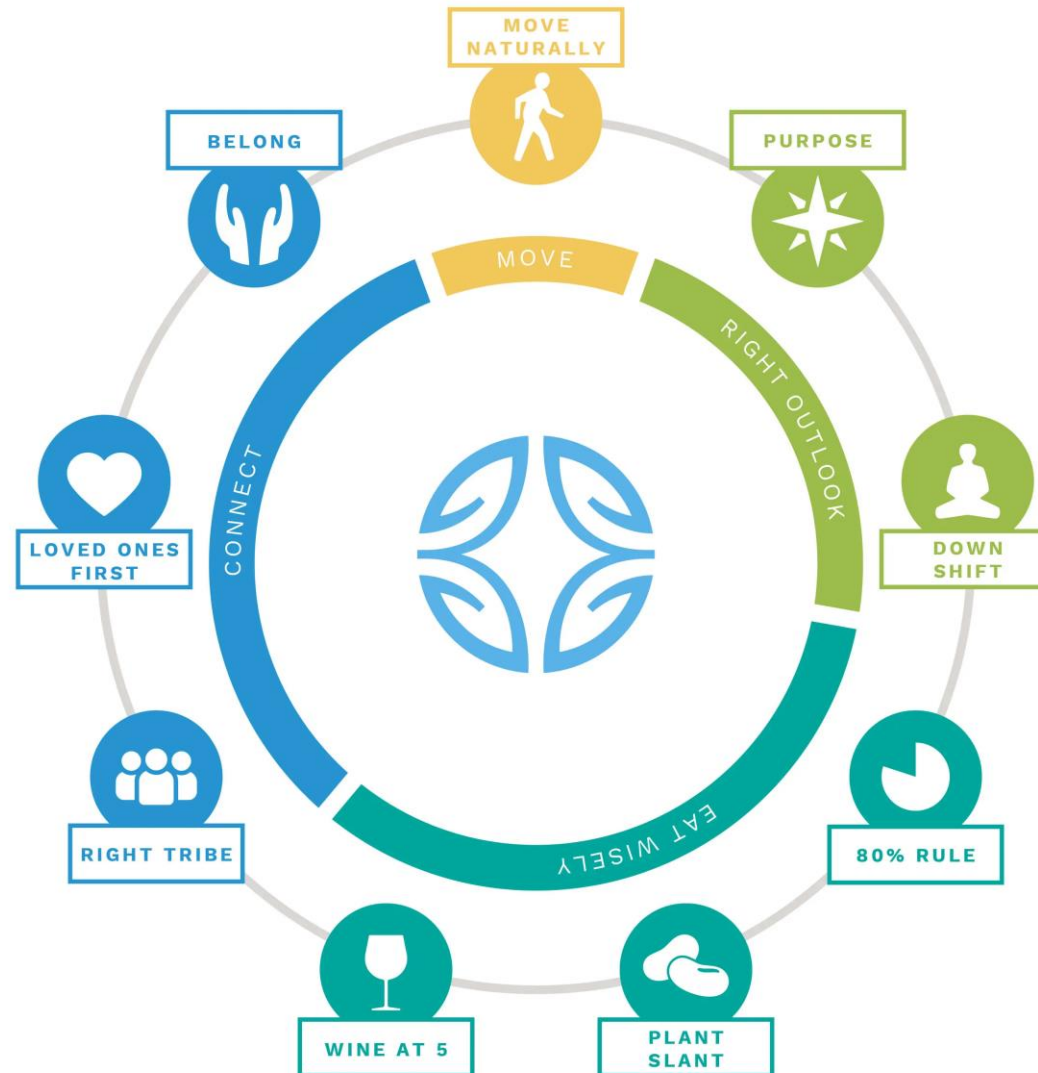 MOVE
NATURALLY
BELONG
PURPOSE
MOVE
RIGHT OUTLOOK
CONNECT
LOVED ONES
FIRST
DOWN
SHIFT
EAT WISELY
RIGHT TRIBE
80% RULE
WINE AT 5
PLANT
SLANT